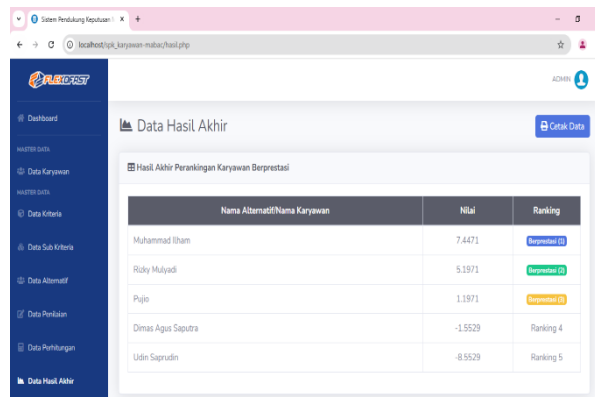 Sistem Pendukung Keputusan
localhost/spk_karyawan-mabac/hasil.php
FLEXOFAST
ADMIN
Dashboard
MASTER DATA
Data Karyawan
MASTER DATA
Data Kriteria
Data Sub Kriteria
Data Alternatif
Data Penilaian
Data Perhitungan
Data Hasil Akhir
Data Hasil Akhir
Cetak Data
Hasil Akhir Perankingan Karyawan Berprestasi
Nama Alternatif/Nama Karyawan Nilai Ranking
Muhammad Ilham 7.4471 Berprestasi (1)
Rizky Mulyadi 5.1971 Berprestasi (2)
Pujio 1.1971 Berprestasi (3)
Dimas Agus Saputra -1.5529 Ranking 4
Udin Saprudin -8.5529 Ranking 5